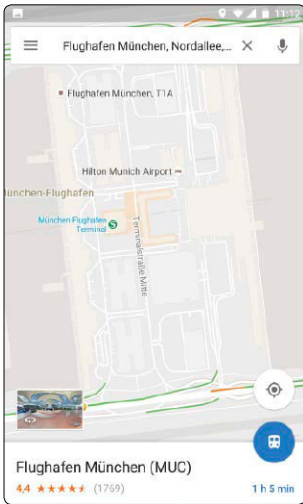 11:12
Flughafen München, Nordallee,...
Flughafen München, T1A
Hilton Munich Airport
ünchen-Flughafen
München Flughafen
Terminal
S
Terminalstraße Mitte
Flughafen München (MUC)
4,4 ★★★★★ (1769)
1 h 5 min